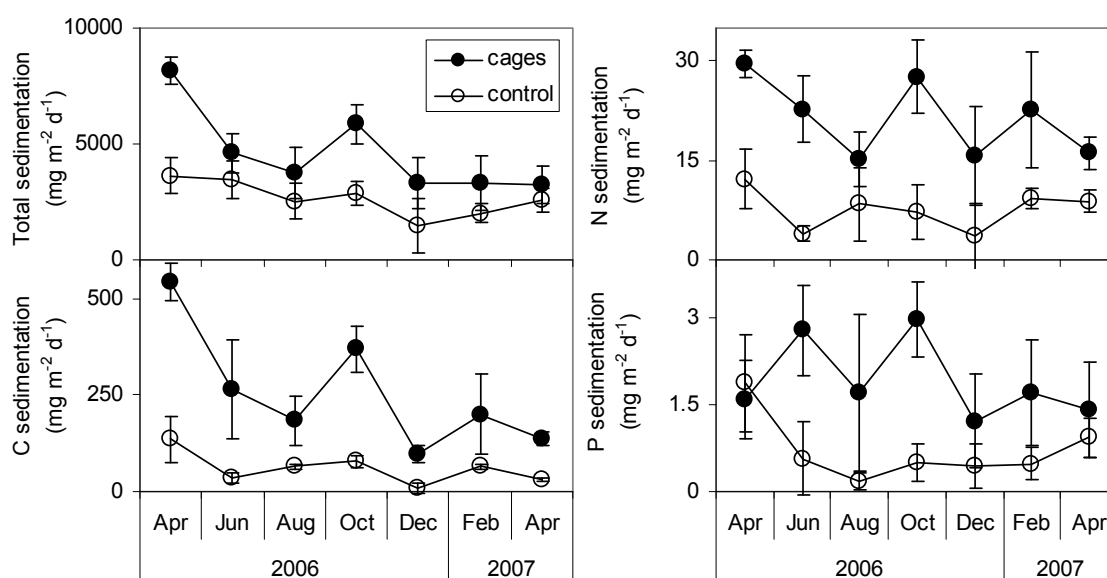 Total sedimentation
(mg m-2 d-1)
10000
5000
0
cages
control
N sedimentation
(mg m-2 d-1)
30
15
0
C sedimentation
(mg m-2 d-1)
500
250
0
P sedimentation
(mg m-2 d-1)
3
1.5
0
Apr Jun Aug Oct Dec Feb Apr
2006 2007
Apr Jun Aug Oct Dec Feb Apr
2006 2007